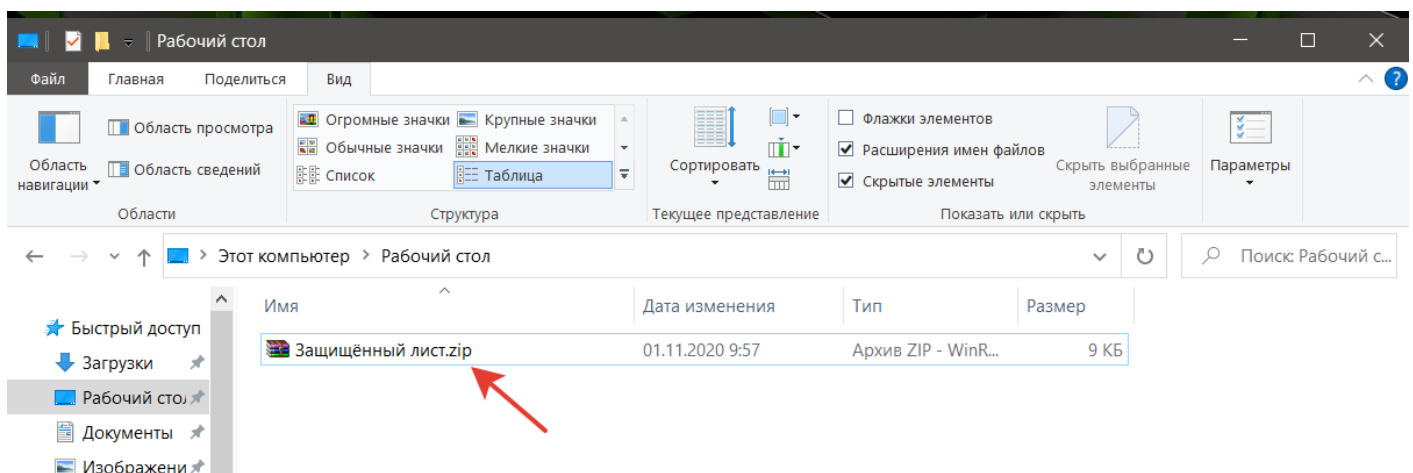 Рабочий стол
Файл Главная Поделиться Вид
Область навигации
Область просмотра
Область сведений
Области
Огромные значки Крупные значки
Обычные значки Мелкие значки
Список Таблица
Структура
Сортировать
Текущее представление
Флажки элементов
Расширения имен файлов
Скрытые элементы
Скрыть выбранные
элементы
Показать или скрыть
Параметры
Этот компьютер > Рабочий стол
Поиск: Рабочий с...
Имя Дата изменения Тип Размер
Защищённый лист.zip 01.11.2020 9:57 Архив ZIP - WinR... 9 КБ
Быстрый доступ
Загрузки
Рабочий сто
Документы
Изображени